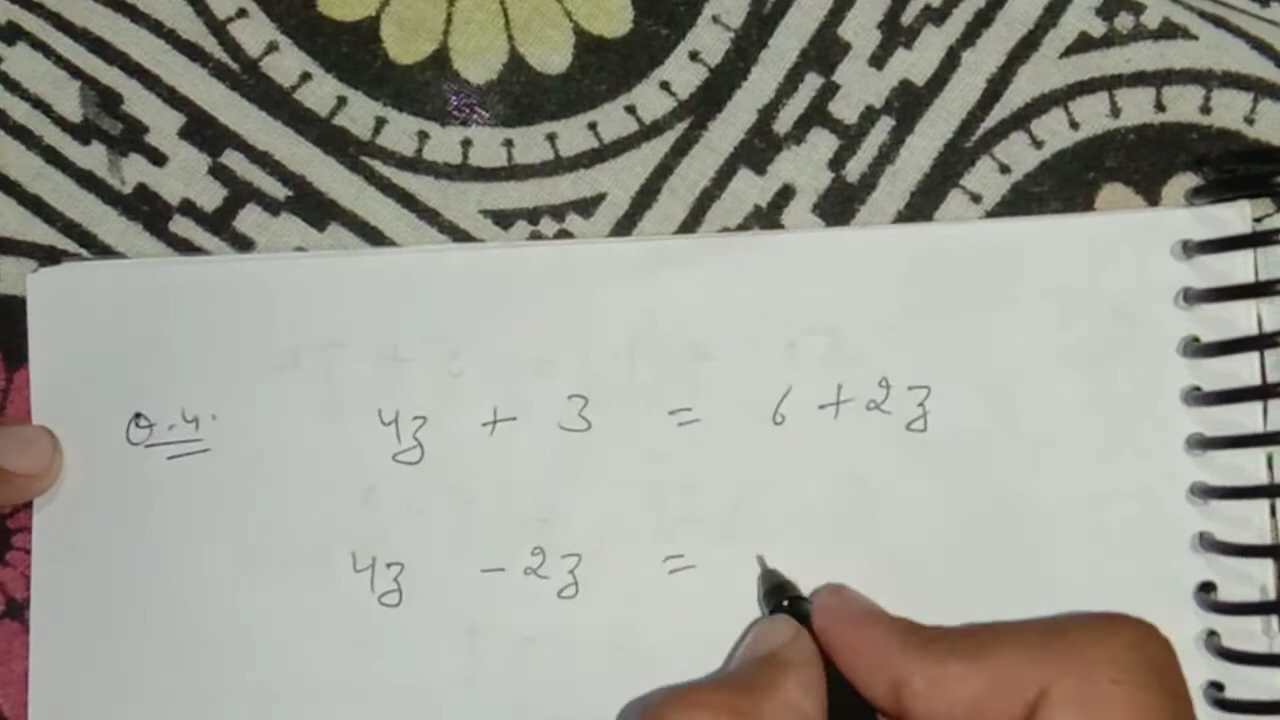 Q.4. 4z + 3 = 6 + 2z
4z - 2z =